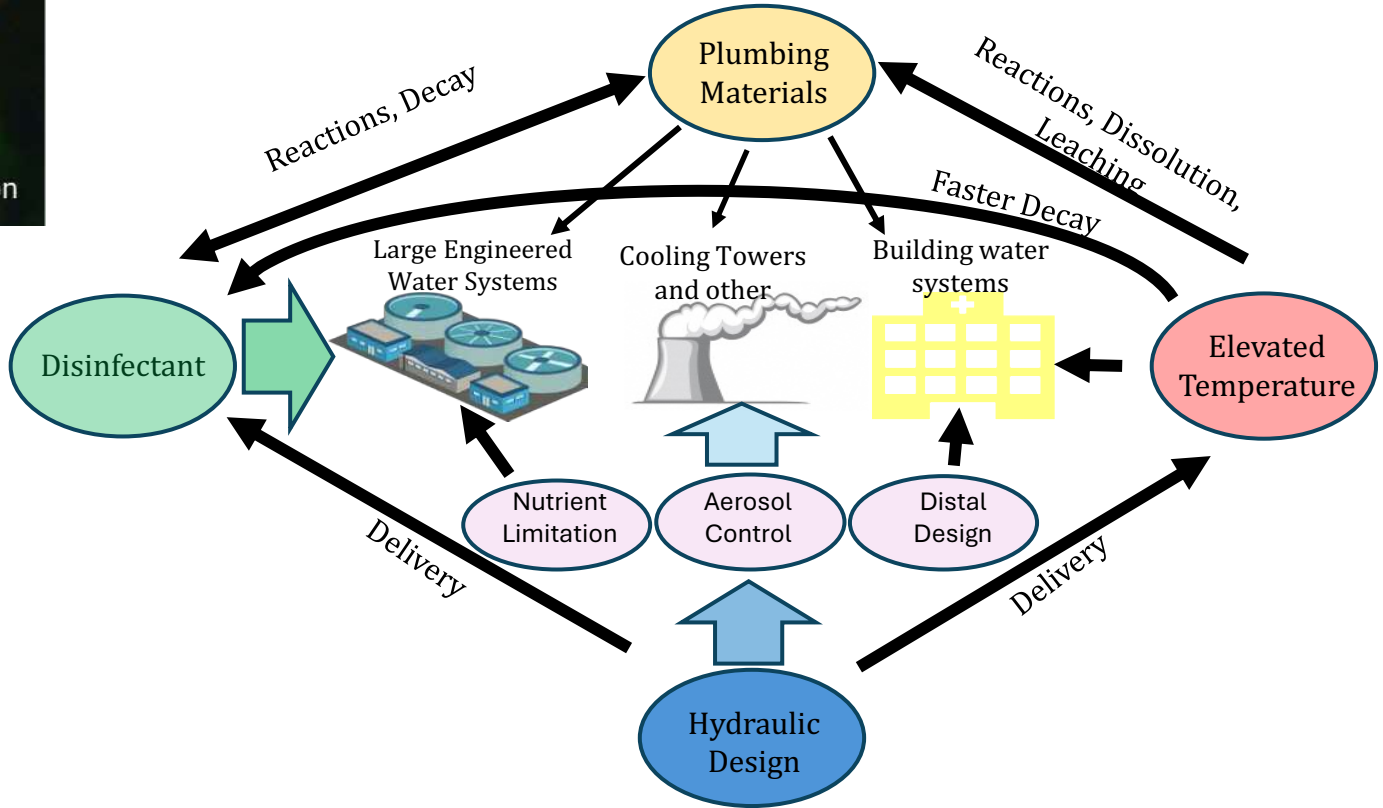 Plumbing
Materials
Reactions, Decay
Reactions, Dissolution,
Leaching
n
Faster Decay
Large Engineered
Water Systems
Cooling Towers
and other
Building water
systems
Disinfectant
Elevated
Temperature
Nutrient
Limitation
Aerosol
Control
Distal
Design
Delivery
Delivery
Hydraulic
Design